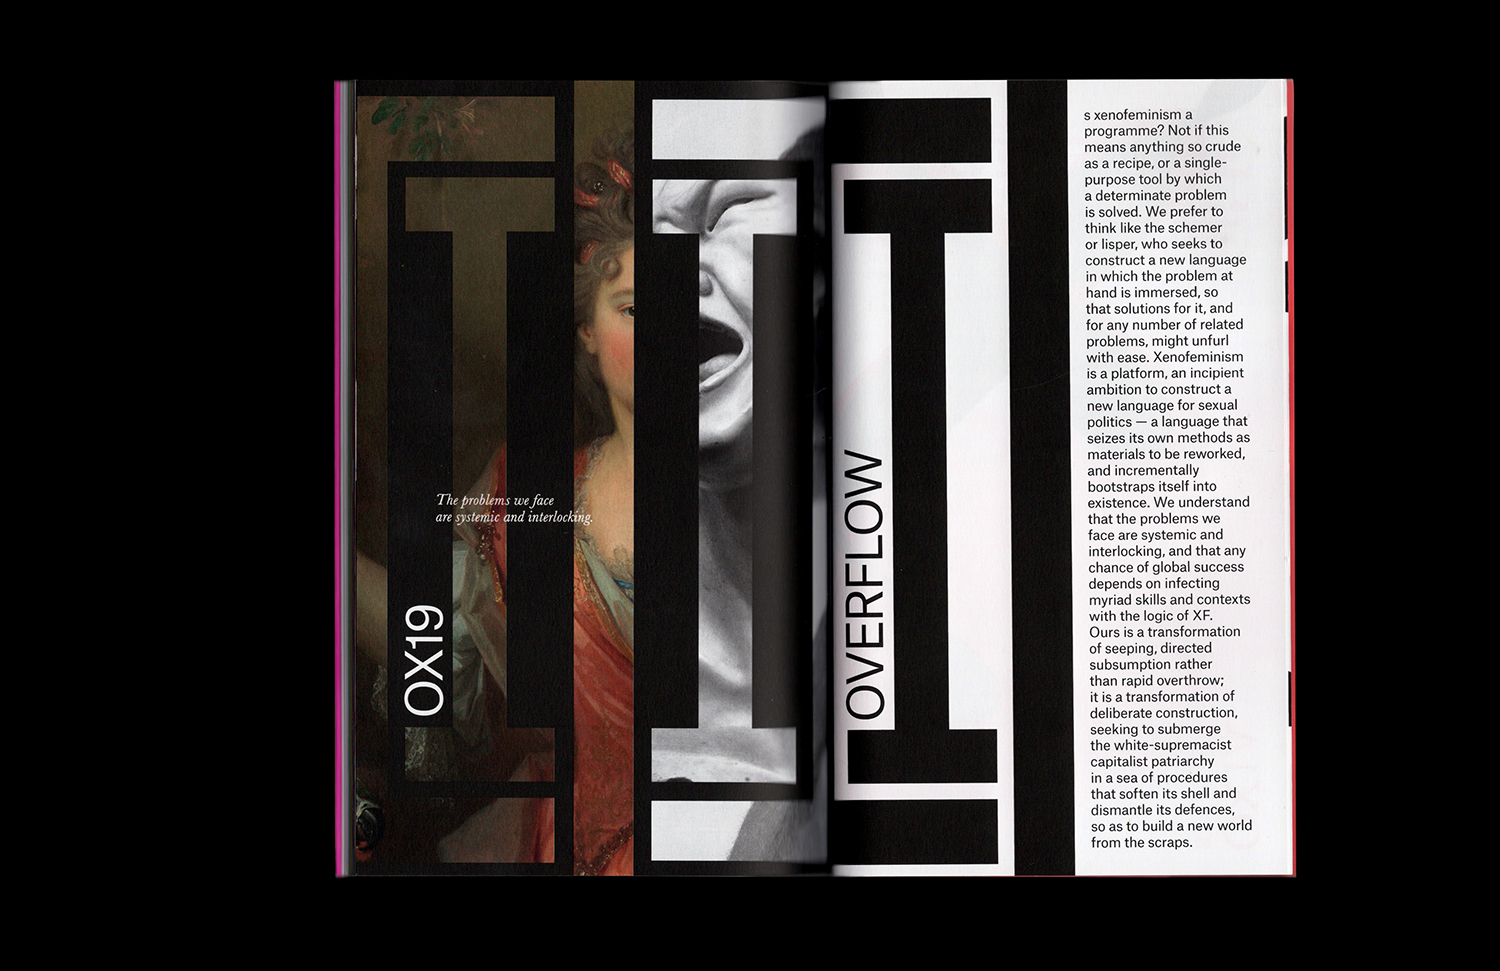 The problems we face
are systemic and interlocking.
OX19
OVERFLOW
s xenofeminism a
programme? Not if this
means anything so crude
as a recipe, or a single-
purpose tool by which
a determinate problem
is solved. We prefer to
think like the schemer
or lisper, who seeks to
construct a new language
in which the problem at
hand is immersed, so
that solutions for it, and
for any number of related
problems, might unfurl
with ease. Xenofeminism
is a platform, an incipient
ambition to construct a
new language for sexual
politics — a language that
seizes its own methods as
materials to be reworked,
and incrementally
bootstraps itself into
existence. We understand
that the problems we
face are systemic and
interlocking, and that any
chance of global success
depends on infecting
myriad skills and contexts
with the logic of XF.
Ours is a transformation
of seeping, directed
subsumption rather
than rapid overthrow;
it is a transformation of
deliberate construction,
seeking to submerge
the white-supremacist
capitalist patriarchy
in a sea of procedures
that soften its shell and
dismantle its defences,
so as to build a new world
from the scraps.